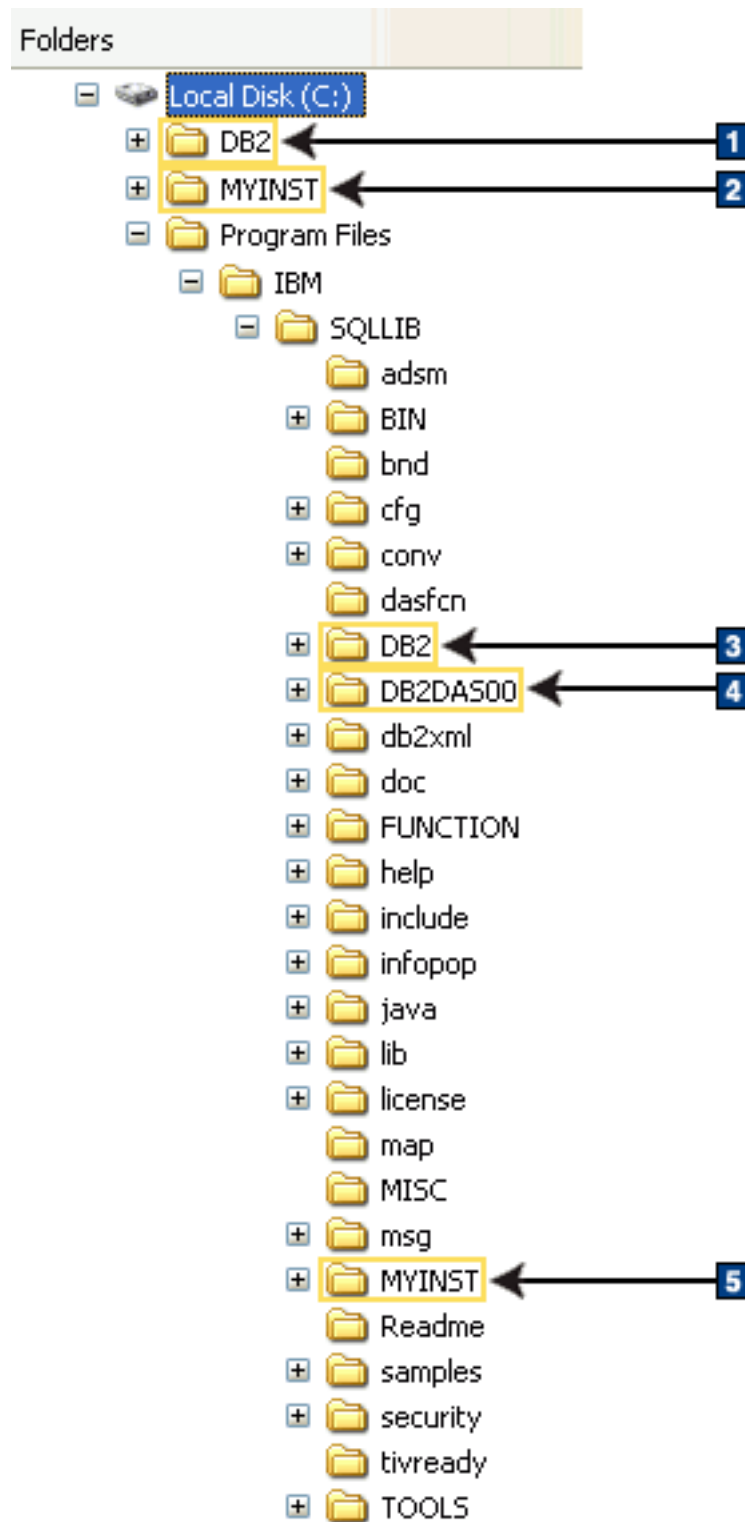 Folders
Local Disk (C:)
DB2 1
MYINST 2
Program Files
IBM
SQLLIB
adsm
BIN
bnd
cfg
conv
dasfcn
DB2 3
DB2DAS00 4
db2xml
doc
FUNCTION
help
include
infopop
java
lib
license
map
MISC
msg
MYINST 5
Readme
samples
security
tivready
TOOLS